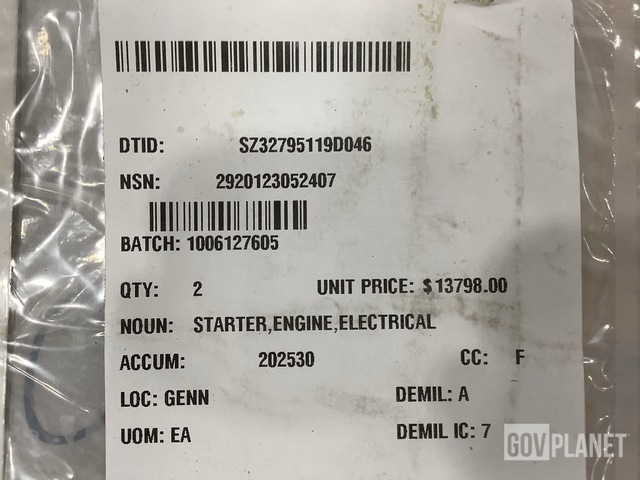 DTID: SZ32795119D046
NSN: 2920123052407
BATCH: 1006127605
QTY: 2 UNIT PRICE: $13798.00
NOUN: STARTER,ENGINE,ELECTRICAL
ACCUM: 202530 CC: F
LOC: GENN DEMIL: A
UOM: EA DEMIL IC: 7
GOVPLANET